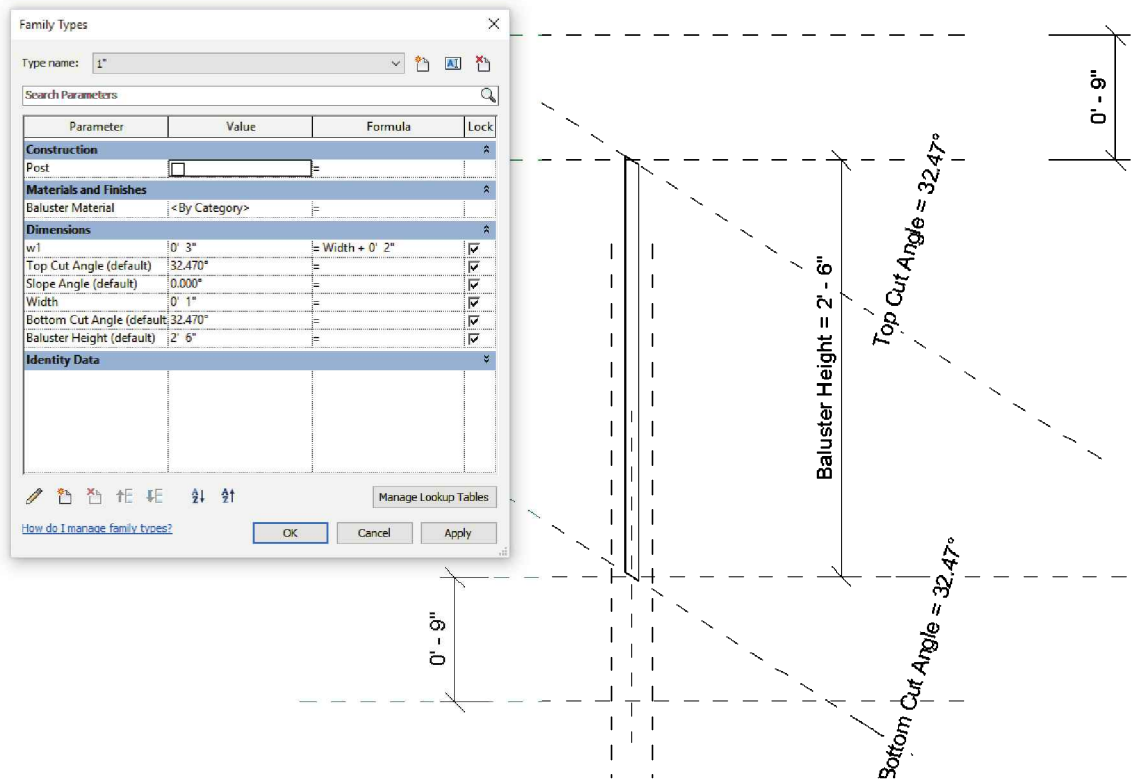 Family Types
Type name: 1"
Search Parameters
Parameter Value Formula Lock
Construction
Post =
Materials and Finishes
Baluster Material <By Category> =
Dimensions
w1 0' 3" = Width + 0' 2"
Top Cut Angle (default) 32.470° =
Slope Angle (default) 0.000° =
Width 0' 1" =
Bottom Cut Angle (default 32.470° =
Baluster Height (default) 2' 6" =
Identity Data
Manage Lookup Tables
How do I manage family types?
OK Cancel Apply
0' - 9"
Top Cut Angle = 32.47°
Baluster Height = 2' - 6"
0' - 9"
Bottom Cut Angle = 32.47°